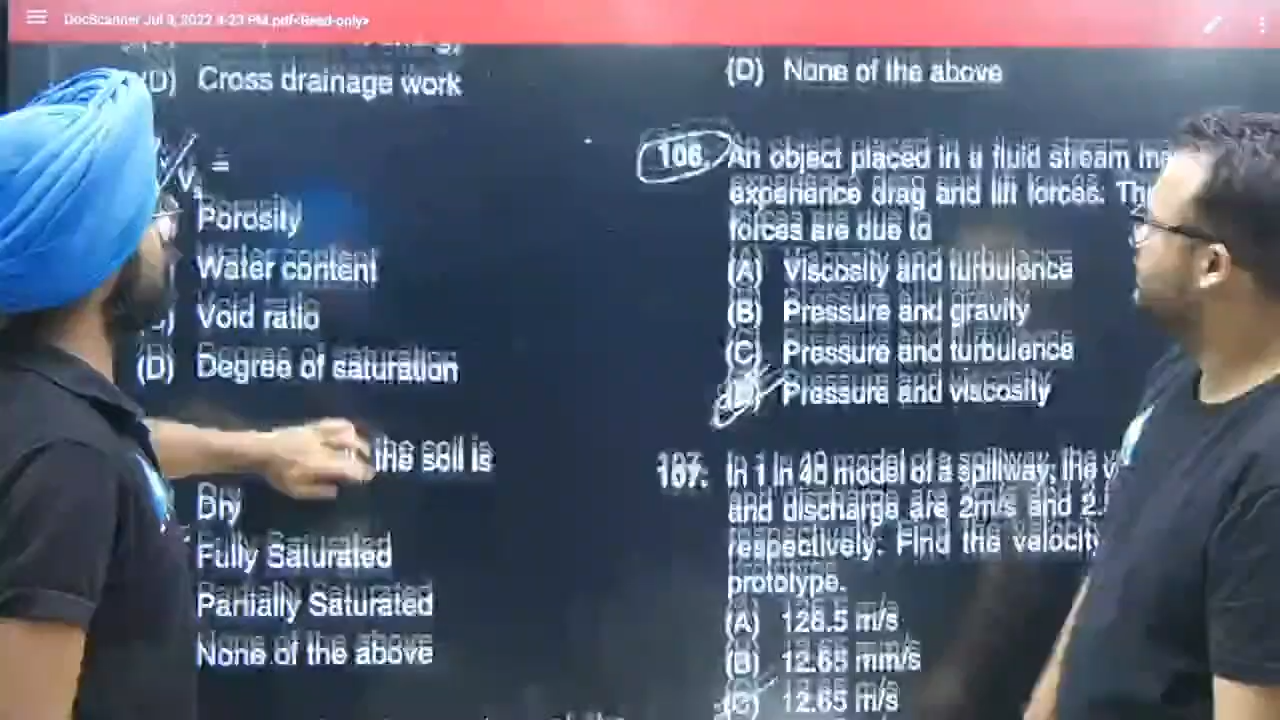 DocScanner Jul 9, 2022 4-23 PM.pdf<Read-only>
(D) Cross drainage work
=
Porosity
Water content
Void ratio
(D) Degree of saturation
the soil is
Dry
Fully Saturated
Partially Saturated
None of the above
(D) None of the above
106. An object placed in a fluid stream
experience drag and lift forces.
forces are due to
(A) Viscosity and turbulence
(B) Pressure and gravity
(C) Pressure and turbulence
(D) Pressure and viscosity
107. In 1 in 40 model of a spillway, the
and discharge are 2m/s and
respectively. Find the velocity
prototype.
(A) 126.5 m/s
(B) 12.65 mm/s
(C) 12.65 m/s